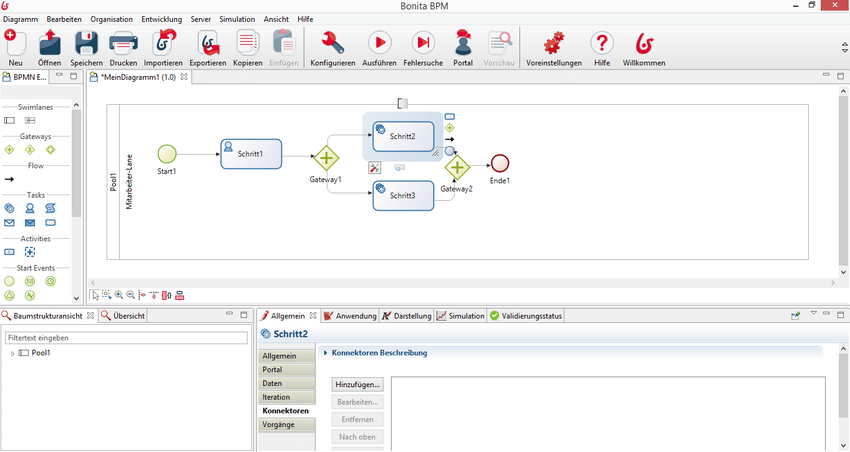 Bonita BPM
Diagramm Bearbeiten Organisation Entwicklung Server Simulation Ansicht Hilfe
Neu Öffnen Speichern Drucken Importieren Exportieren Kopieren Einfügen Konfigurieren Ausführen Fehlersuche Portal Vorschau Voreinstellungen Hilfe Willkommen
BPMN E... *MeinDiagramm1 (1.0)
Swimlanes
Gateways
Flow
Tasks
Activities
Start Events
Pool1
Mitarbeiter-Lane
Start1
Schritt1
Gateway1
Schritt2
Schritt3
Gateway2
Ende1
Baumstrukturansicht Übersicht
Filtertext eingeben
Pool1
Allgemein Anwendung Darstellung Simulation Validierungsstatus
Schritt2
Allgemein
Portal
Daten
Iteration
Konnektoren
Vorgänge
Konnektoren Beschreibung
Hinzufügen...
Bearbeiten...
Entfernen
Nach oben